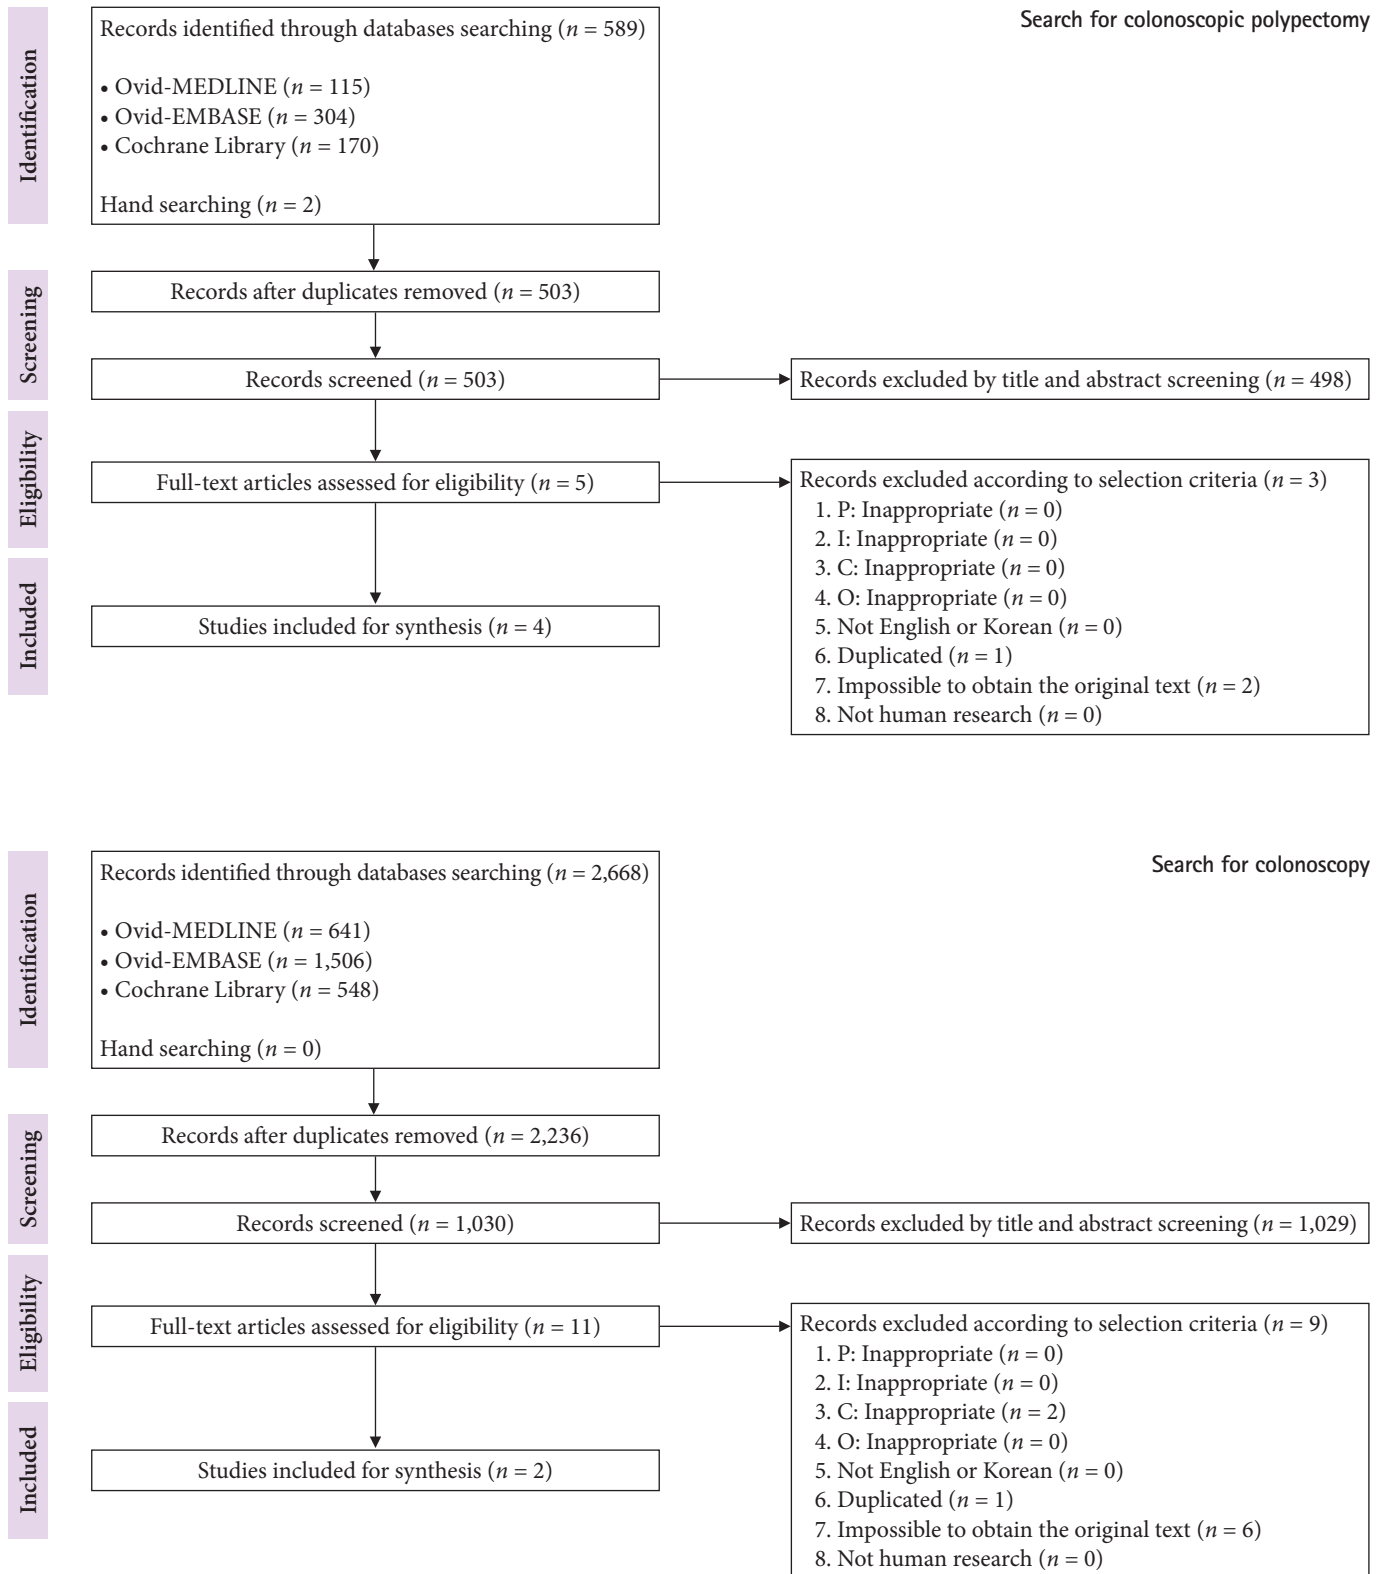 Search for colonoscopic polypectomy
Identification
Records identified through databases searching (n = 589)
• Ovid-MEDLINE (n = 115)
• Ovid-EMBASE (n = 304)
• Cochrane Library (n = 170)
Hand searching (n = 2)
Screening
Records after duplicates removed (n = 503)
Records screened (n = 503)
Records excluded by title and abstract screening (n = 498)
Eligibility
Full-text articles assessed for eligibility (n = 5)
Records excluded according to selection criteria (n = 3)
1. P: Inappropriate (n = 0)
2. I: Inappropriate (n = 0)
3. C: Inappropriate (n = 0)
4. O: Inappropriate (n = 0)
5. Not English or Korean (n = 0)
6. Duplicated (n = 1)
7. Impossible to obtain the original text (n = 2)
8. Not human research (n = 0)
Included
Studies included for synthesis (n = 4)
Search for colonoscopy
Identification
Records identified through databases searching (n = 2,668)
• Ovid-MEDLINE (n = 641)
• Ovid-EMBASE (n = 1,506)
• Cochrane Library (n = 548)
Hand searching (n = 0)
Screening
Records after duplicates removed (n = 2,236)
Records screened (n = 1,030)
Records excluded by title and abstract screening (n = 1,029)
Eligibility
Full-text articles assessed for eligibility (n = 11)
Records excluded according to selection criteria (n = 9)
1. P: Inappropriate (n = 0)
2. I: Inappropriate (n = 0)
3. C: Inappropriate (n = 2)
4. O: Inappropriate (n = 0)
5. Not English or Korean (n = 0)
6. Duplicated (n = 1)
7. Impossible to obtain the original text (n = 6)
8. Not human research (n = 0)
Included
Studies included for synthesis (n = 2)